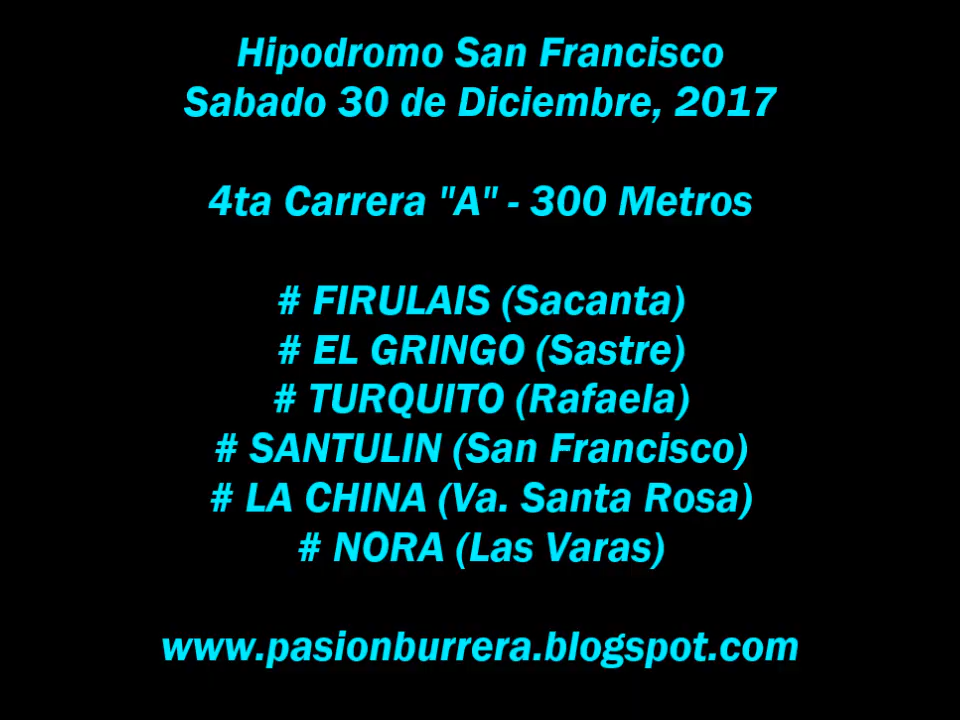 Hipodromo San Francisco
Sabado 30 de Diciembre, 2017
4ta Carrera "A" - 300 Metros
# FIRULAIS (Sacanta)
# EL GRINGO (Sastre)
# TURQUITO (Rafaela)
# SANTULIN (San Francisco)
# LA CHINA (Va. Santa Rosa)
# NORA (Las Varas)
www.pasionburrera.blogspot.com